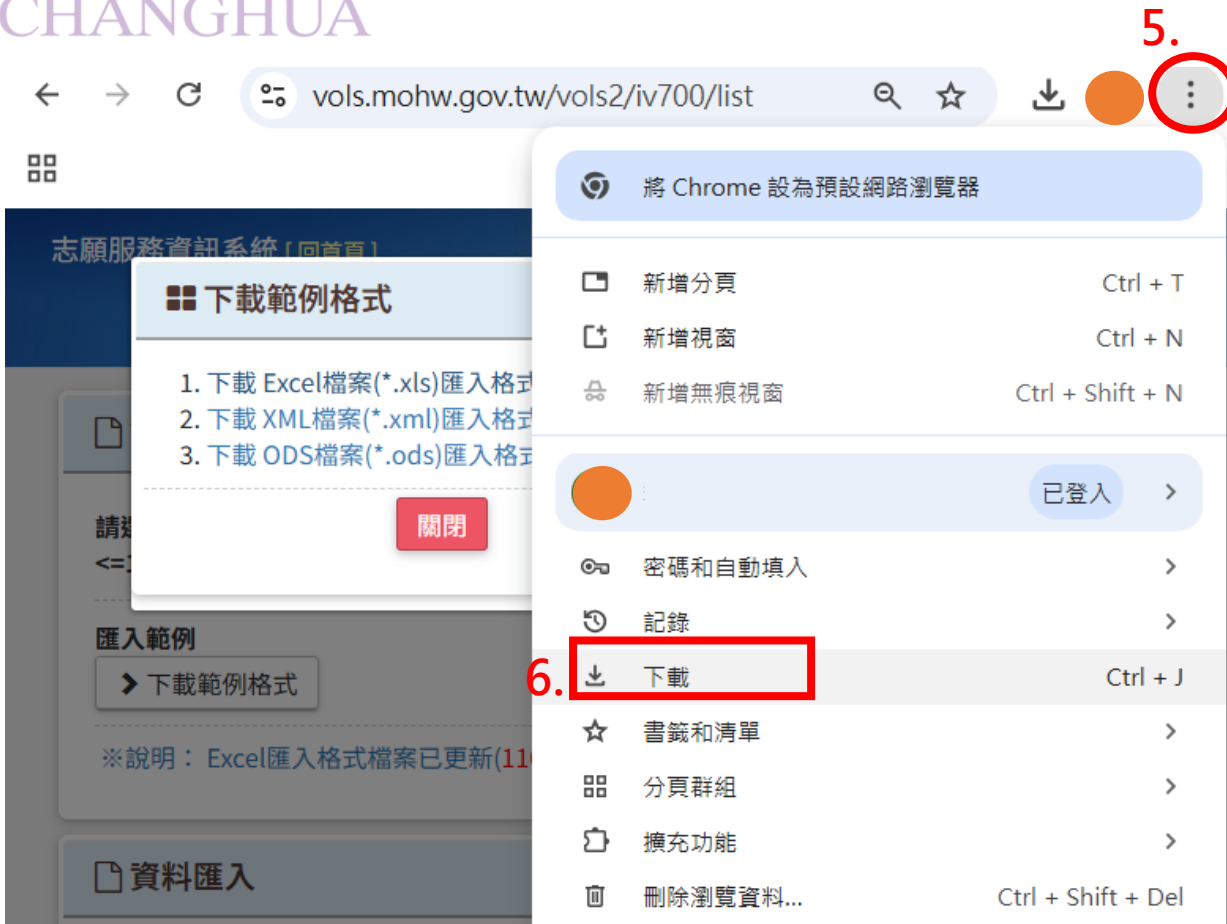 CHANGHUA
5.
vols.mohw.gov.tw/vols2/iv700/list
將 Chrome 設為預設網路瀏覽器
志願服務資訊系統 [回首頁]
下載範例格式
1. 下載 Excel檔案(*.xls)匯入格式
2. 下載 XML檔案(*.xml)匯入格式
3. 下載 ODS檔案(*.ods)匯入格式
關閉
請選
<=
匯入範例
下載範例格式
※說明： Excel匯入格式檔案已更新(11
資料匯入
新增分頁 Ctrl + T
新增視窗 Ctrl + N
新增無痕視窗 Ctrl + Shift + N
已登入
密碼和自動填入
記錄
6. 下載 Ctrl + J
書籤和清單
分頁群組
擴充功能
刪除瀏覽資料... Ctrl + Shift + Del